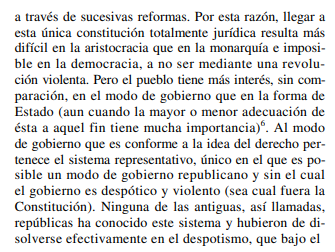 a través de sucesivas reformas. Por esta razón, llegar a
esta única constitución totalmente jurídica resulta más
difícil en la aristocracia que en la monarquía e imposi-
ble en la democracia, a no ser mediante una revolu-
ción violenta. Pero el pueblo tiene más interés, sin com-
paración, en el modo de gobierno que en la forma de
Estado (aun cuando la mayor o menor adecuación de
ésta a aquel fin tiene mucha importancia)⁶. Al modo
de gobierno que es conforme a la idea del derecho per-
tenece el sistema representativo, único en el que es po-
sible un modo de gobierno republicano y sin el cual
el gobierno es despótico y violento (sea cual fuera la
Constitución). Ninguna de las antiguas, así llamadas,
repúblicas ha conocido este sistema y hubieron de di-
solverse efectivamente en el despotismo, que bajo el